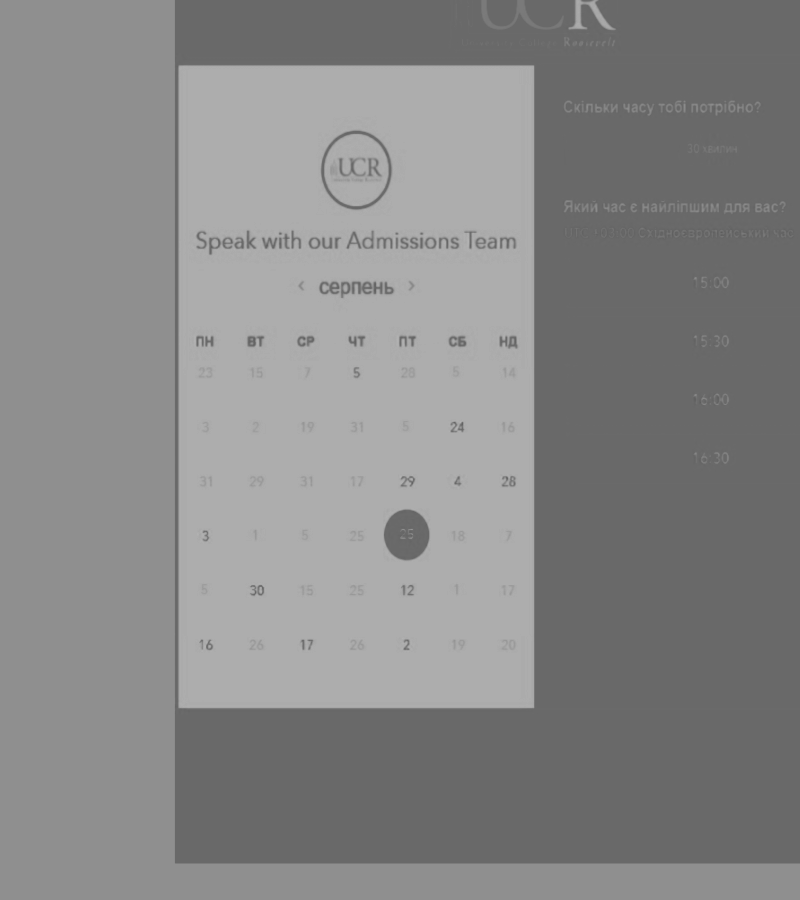 UCR
Roosevelt
UCR
Speak with our Admissions Team
‹ серпень ›
ПН ВТ СР ЧТ ПТ СБ НД
23 15 7 5 28 5 14
3 2 19 31 5 24 16
31 29 31 17 29 4 28
3 1 5 25 25 18 7
5 30 15 25 12 1 17
16 26 17 26 2 19 20
Скільки часу тобі потрібно?
30 хвилин
Який час є найліпшим для вас?
Східноєвропейський час
15:00
15:30
16:00
16:30